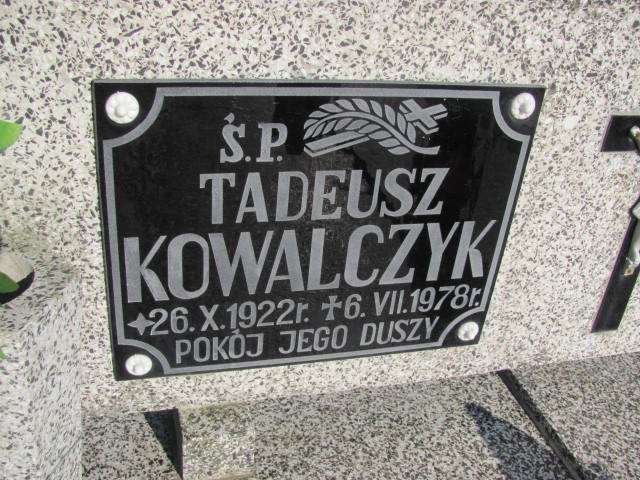 Ś.P.
TADEUSZ
KOWALCZYK
26.X.1922r. 6.VII.1978r.
POKÓJ JEGO DUSZY